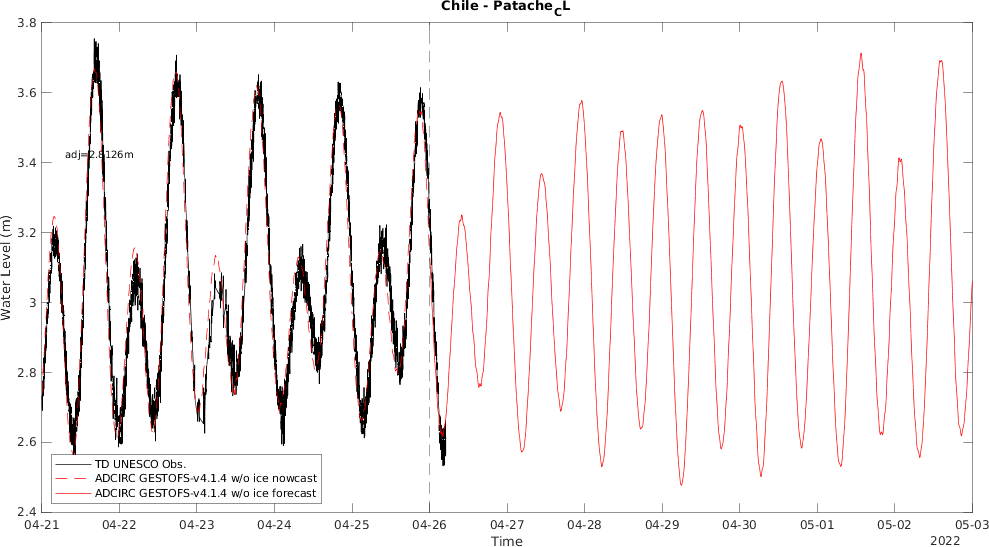 Chile - Patache_CL
3.8
3.6
3.4
3.2
3
2.8
2.6
2.4
Water Level (m)
adj=2.8126m
TD UNESCO Obs.
ADCIRC GESTOFS-v4.1.4 w/o ice nowcast
ADCIRC GESTOFS-v4.1.4 w/o ice forecast
04-21 04-22 04-23 04-24 04-25 04-26 04-27 04-28 04-29 04-30 05-01 05-02 05-03
Time
2022